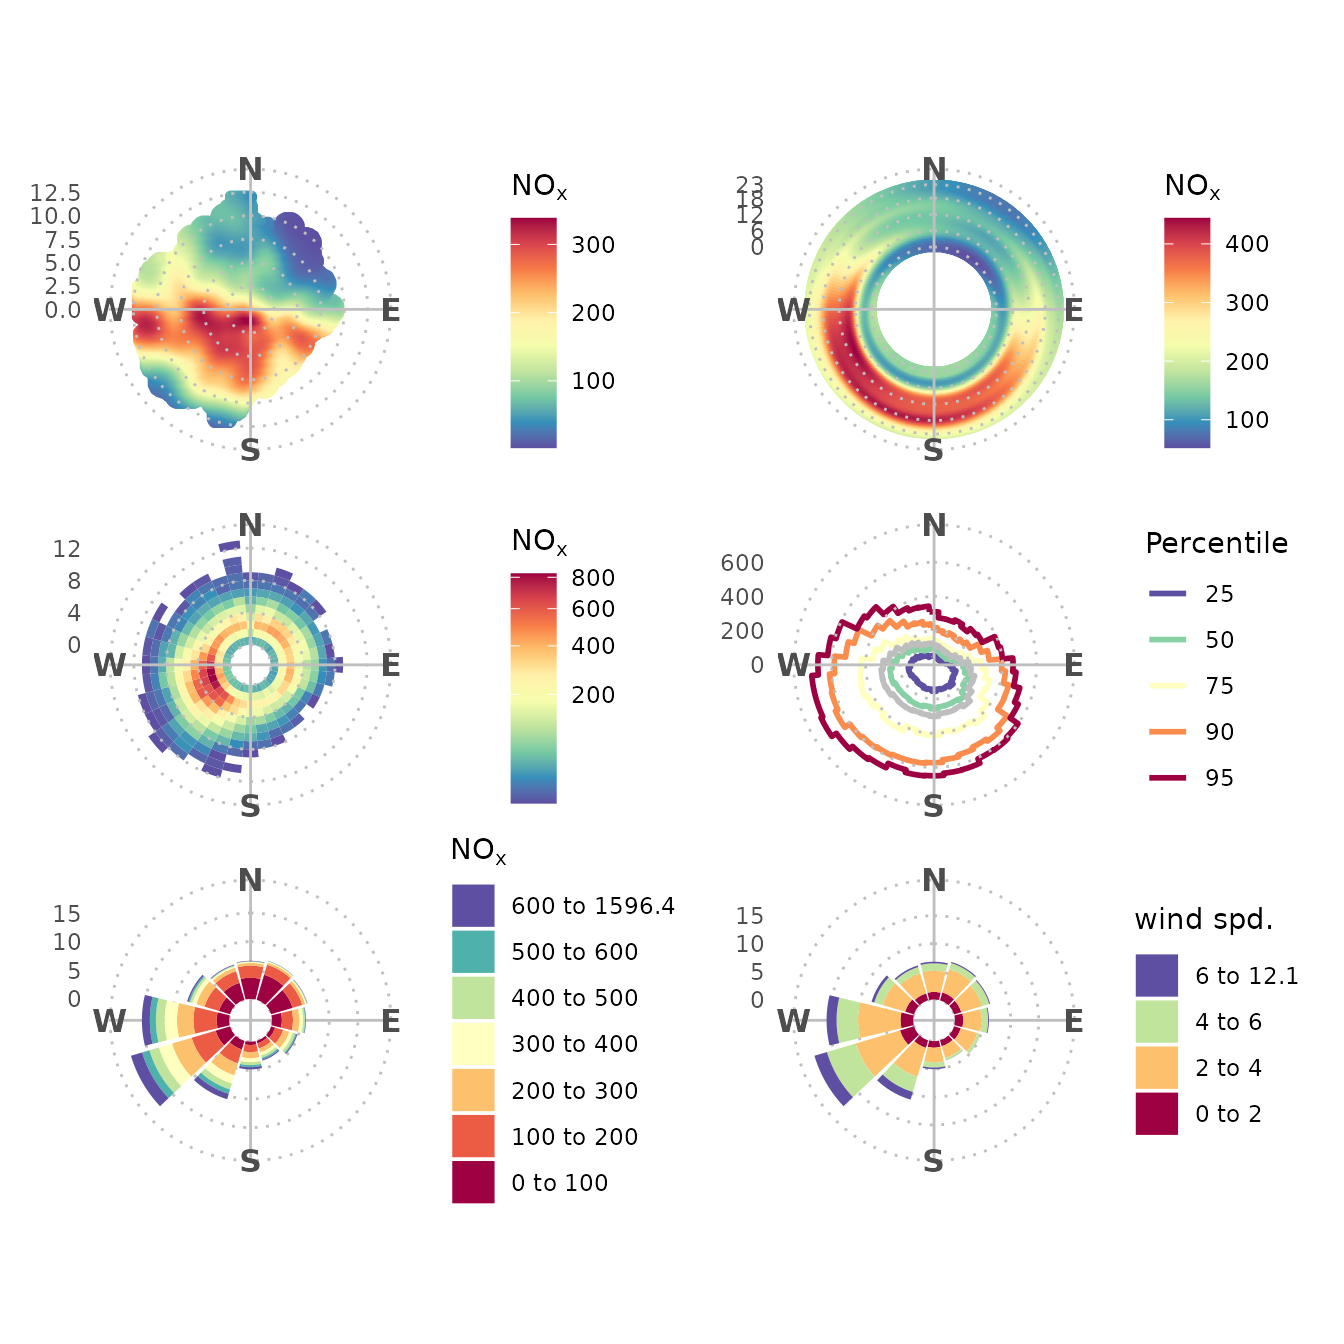 N
12.5
10.0
7.5
5.0
2.5
0.0
W
E
S
NOx
300
200
100
N
23
18
12
6
0
W
E
S
NOx
400
300
200
100
N
12
8
4
0
W
E
S
NOx
800
600
400
200
N
600
400
200
0
W
E
S
Percentile
25
50
75
90
95
N
15
10
5
0
W
E
S
NOx
600 to 1596.4
500 to 600
400 to 500
300 to 400
200 to 300
100 to 200
0 to 100
N
15
10
5
0
W
E
S
wind spd.
6 to 12.1
4 to 6
2 to 4
0 to 2